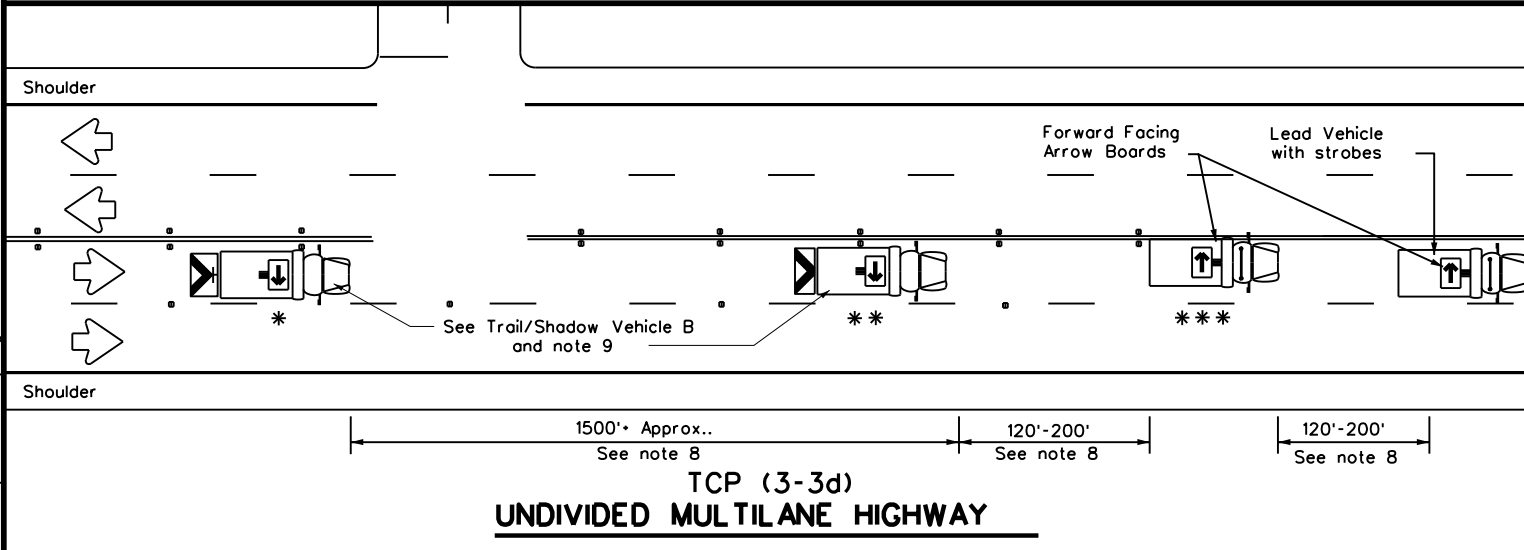 Shoulder
Forward Facing
Arrow Boards
Lead Vehicle
with strobes
*
* *
* * *
See Trail/Shadow Vehicle B
and note 9
Shoulder
1500'+ Approx..
See note 8
120'-200'
See note 8
120'-200'
See note 8
TCP (3-3d)
UNDIVIDED MULTILANE HIGHWAY